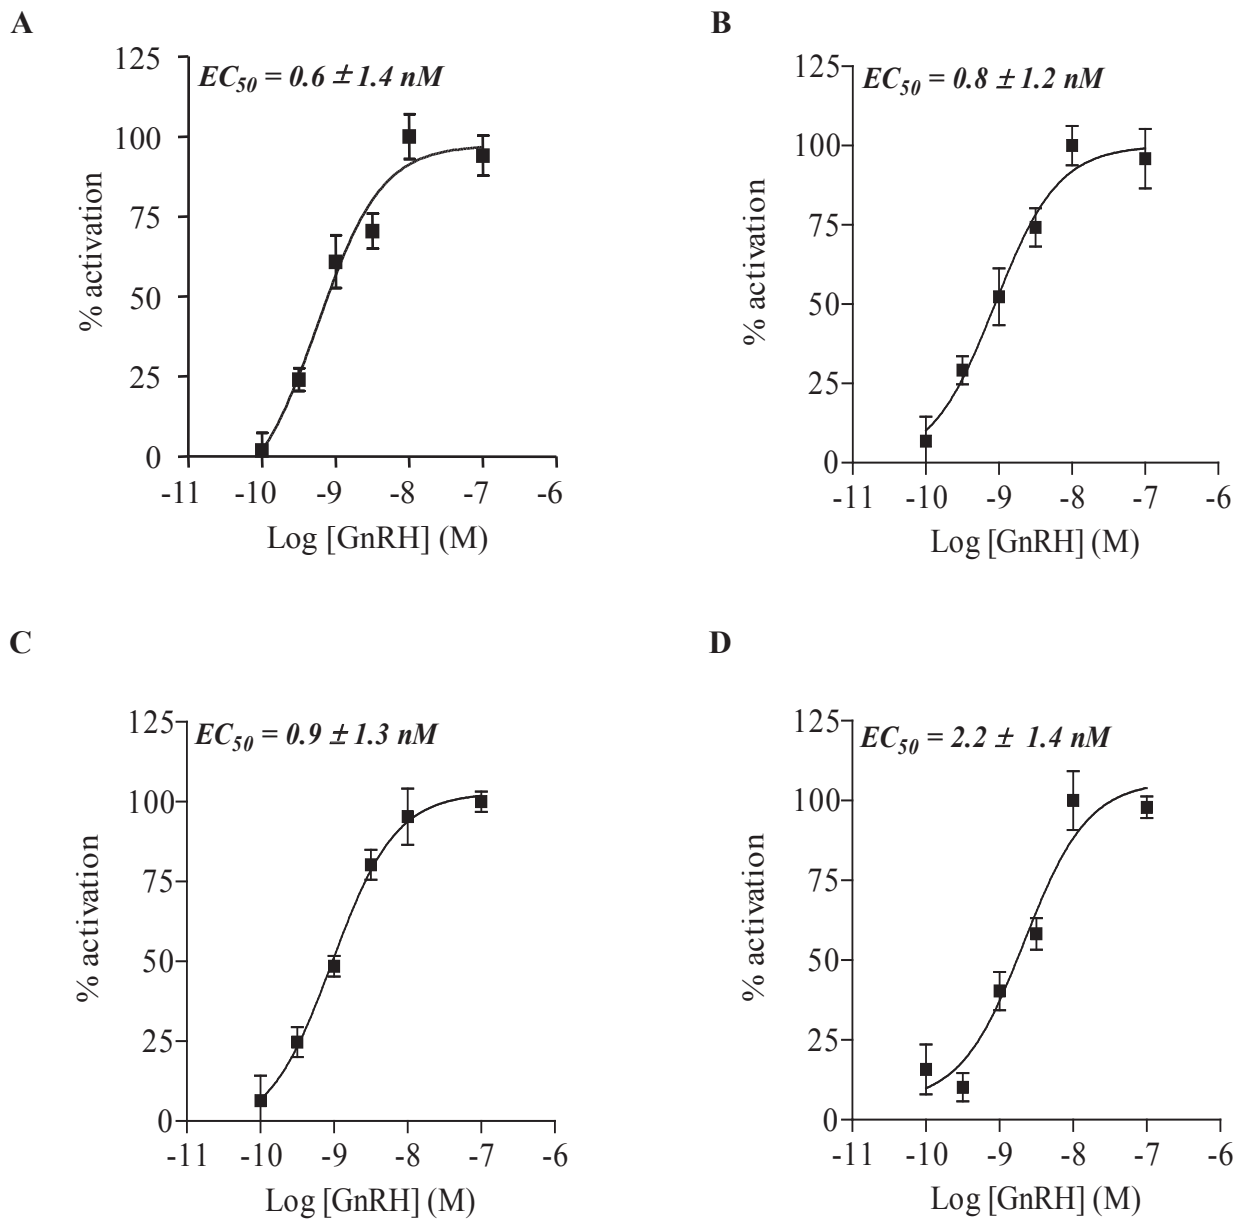 A
EC50 = 0.6 ± 1.4 nM
125
100
75
50
25
0
% activation
-11 -10 -9 -8 -7 -6
Log [GnRH] (M)
B
EC50 = 0.8 ± 1.2 nM
125
100
75
50
25
0
% activation
-11 -10 -9 -8 -7 -6
Log [GnRH] (M)
C
EC50 = 0.9 ± 1.3 nM
125
100
75
50
25
0
% activation
-11 -10 -9 -8 -7 -6
Log [GnRH] (M)
D
EC50 = 2.2 ± 1.4 nM
125
100
75
50
25
0
% activation
-11 -10 -9 -8 -7 -6
Log [GnRH] (M)